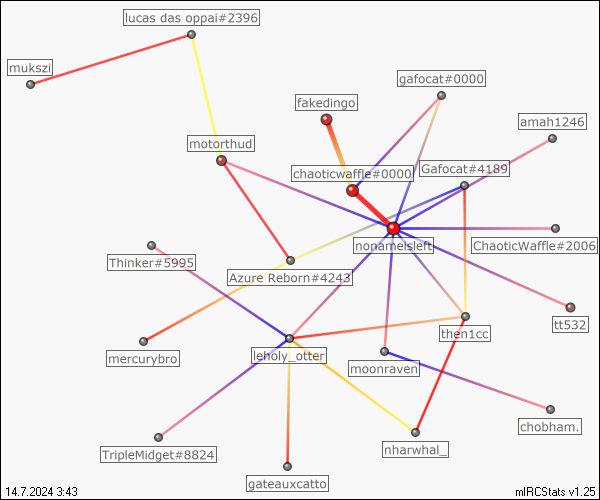 lucas das oppai#2396
mukszi
gafocat#0000
fakedingo
amah1246
motorthud
chaoticwaffle#0000
Gafocat#4189
nonameisleft
ChaoticWaffle#2006
Thinker#5995
Azure Reborn#4243
tt532
then1cc
mercurybro
leholy_otter
moonraven
chobham.
TripleMidget#8824
nharwhal_
gateauxcatto
14.7.2024 3:43
mIRCStats v1.25